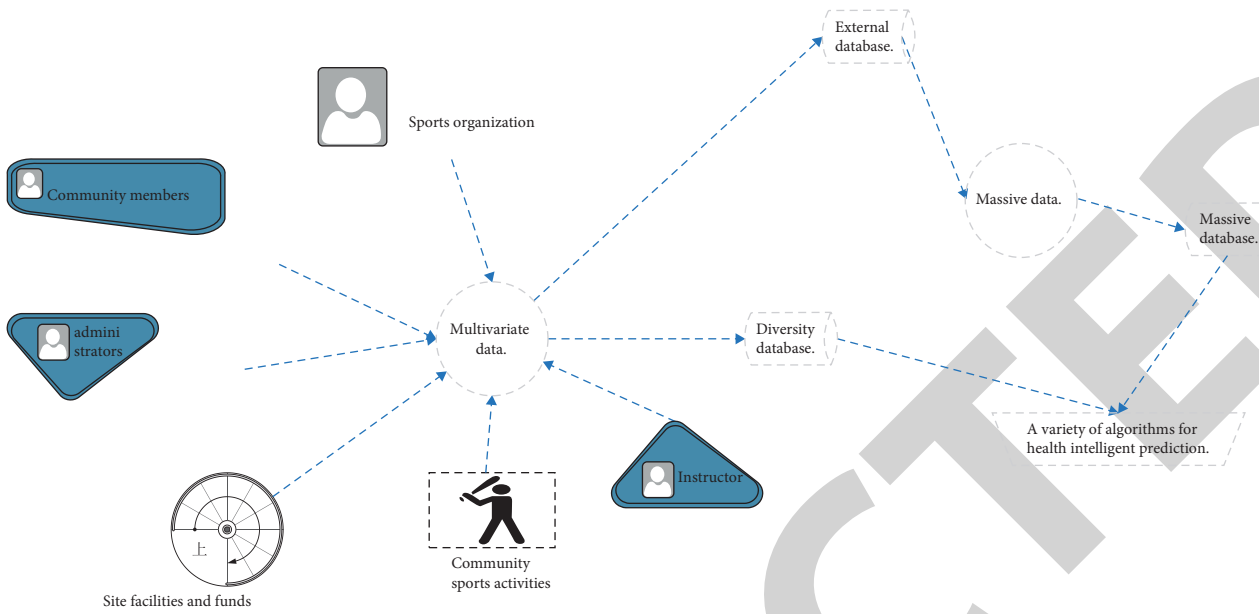 External
database.
Sports organization
Community members
Massive data.
Massive
database.
admini
strators
Multivariate
data.
Diversity
database.
A variety of algorithms for
health intelligent prediction.
Instructor
上
Community
sports activities
Site facilities and funds
CTED